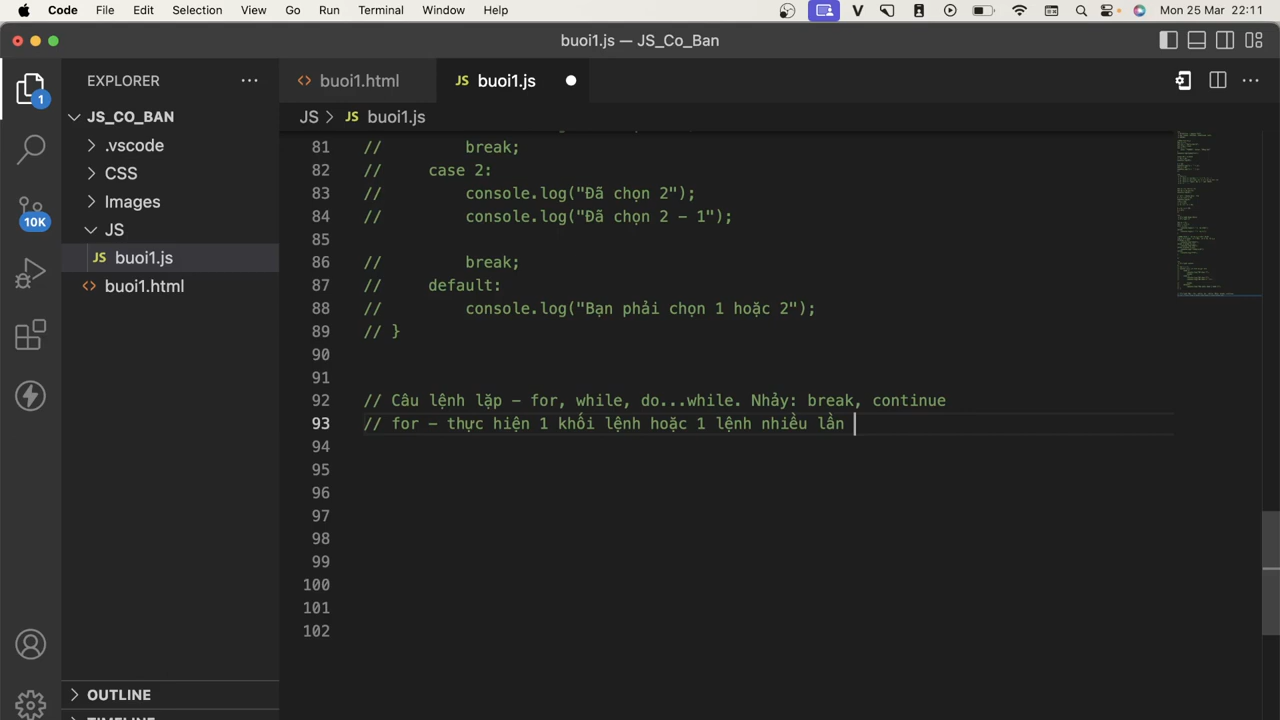 Code File Edit Selection View Go Run Terminal Window Help V Mon 25 Mar 22:11
buoi1.js — JS_Co_Ban
EXPLORER
buoi1.html
JS buoi1.js
1
JS_CO_BAN
JS > JS buoi1.js
.vscode
CSS
Images
10K
JS
JS buoi1.js
buoi1.html
81 // break;
82 // case 2:
83 // console.log("Đã chọn 2");
84 // console.log("Đã chọn 2 - 1");
85
86 // break;
87 // default:
88 // console.log("Bạn phải chọn 1 hoặc 2");
89 // }
90
91
92 // Câu lệnh lặp - for, while, do...while. Nhảy: break, continue
93 // for - thực hiện 1 khối lệnh hoặc 1 lệnh nhiều lần
94
95
96
97
98
99
100
101
102
OUTLINE